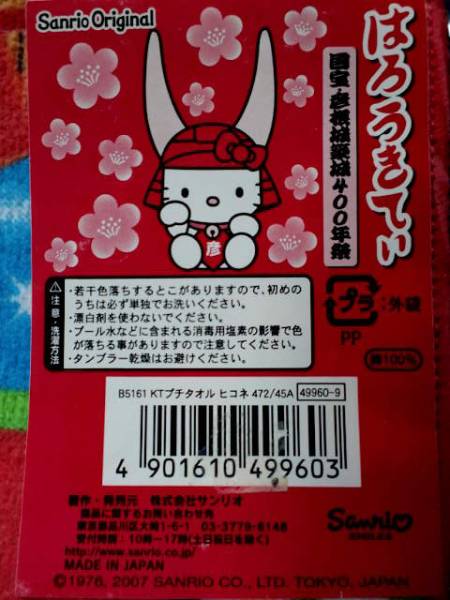 Sanrio Original
はろうきてぃ
国宝・彦根城築城400年祭
彦
注意・洗濯方法
・若干色落ちするとこがありますので、初めの
うちは必ず単独でお洗いください。
・漂白剤を使わないでください。
・プール水などに含まれる消毒用塩素の影響で色
が落ちる事がありますので注意してください。
・タンブラー乾燥はお避けください。
プラ :外袋
PP
綿100%
B5161 KTプチタオル ヒコネ 472/45A 49960-9
4 901610 499603
著作・発売元 株式会社サンリオ
商品に関するお問い合わせ先
東京都品川区大崎1-6-1 03-3779-8148
受付時間:10時〜17時(土日祭日を除く)
http://www.sanrio.co.jp/
MADE IN JAPAN
Sanrio
©1976, 2007 SANRIO CO., LTD. TOKYO, JAPAN